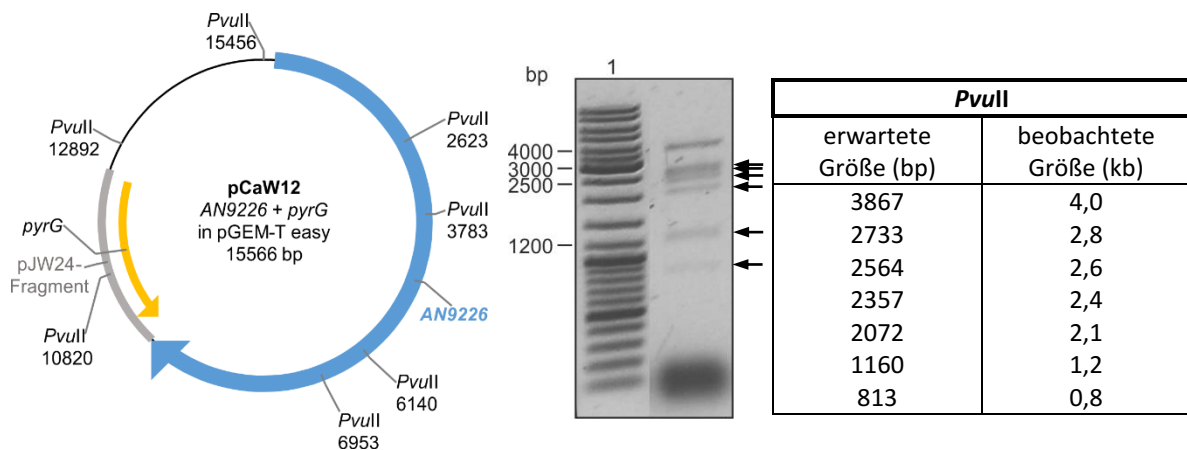 PvuII
15456
PvuII
12892
PvuII
2623
pCaW12
AN9226 + pyrG
in pGEM-T easy
15566 bp
PvuII
3783
pyrG
pJW24-
Fragment
AN9226
PvuII
10820
PvuII
6140
PvuII
6953
bp
1
4000
3000
2500
1200
PvuII
erwartete
Größe (bp)
beobachtete
Größe (kb)
3867 4,0
2733 2,8
2564 2,6
2357 2,4
2072 2,1
1160 1,2
813 0,8